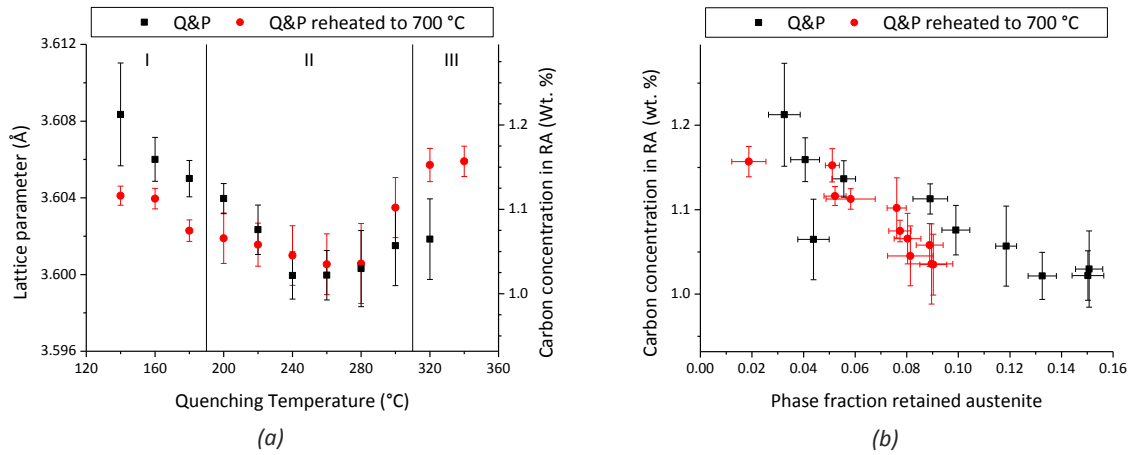 Q&P Q&P reheated to 700 °C
I II III
3.612
3.608
3.604
3.600
3.596
Lattice parameter (Å)
1.2
1.1
1.0
Carbon concentration in RA (Wt. %)
120 160 200 240 280 320 360
Quenching Temperature (°C)
(a)
Q&P Q&P reheated to 700 °C
1.2
1.1
1.0
Carbon concentration in RA (wt. %)
0.00 0.02 0.04 0.06 0.08 0.10 0.12 0.14 0.16
Phase fraction retained austenite
(b)